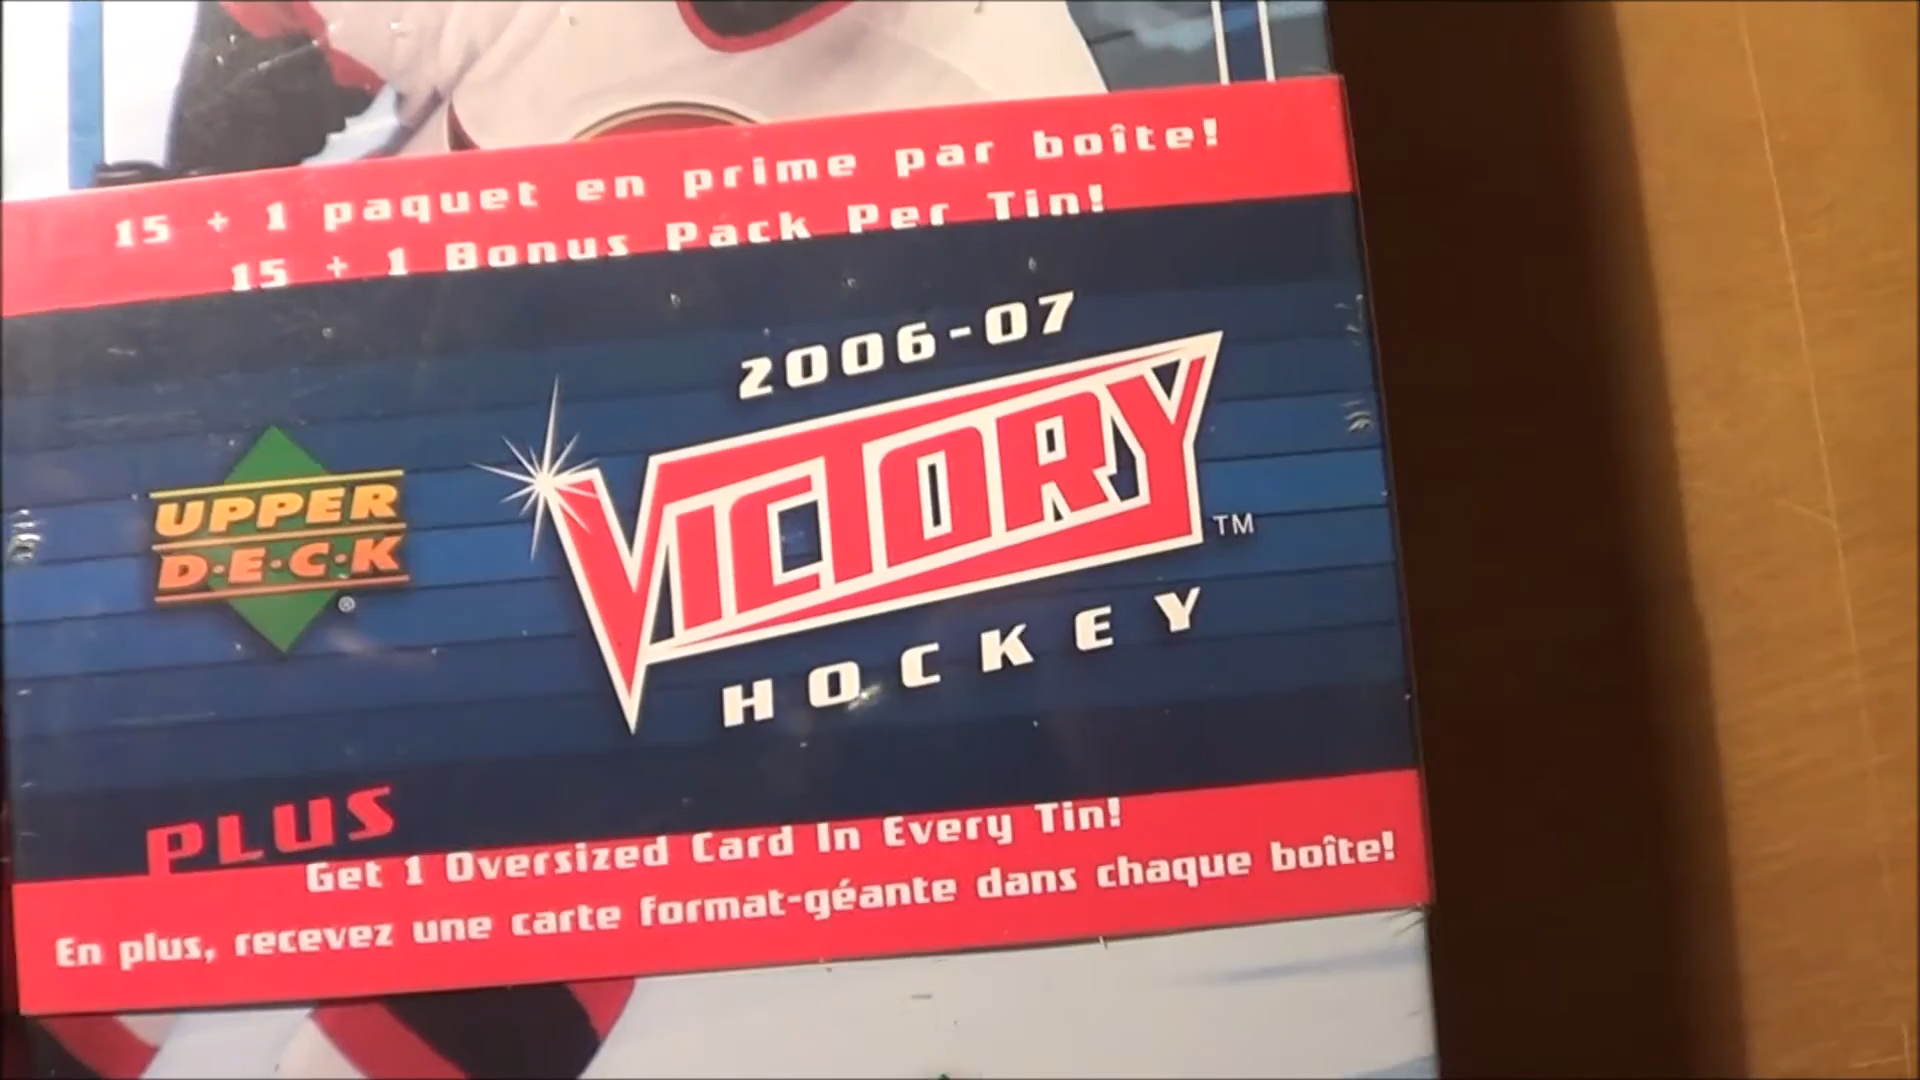 15 + 1 paquet en prime par boîte!
15 + 1 Bonus Pack Per Tin!
2006-07
UPPER
D·E·C·K
®
VICTORY
TM
HOCKEY
PLUS
Get 1 Oversized Card In Every Tin!
En plus, recevez une carte format-géante dans chaque boîte!